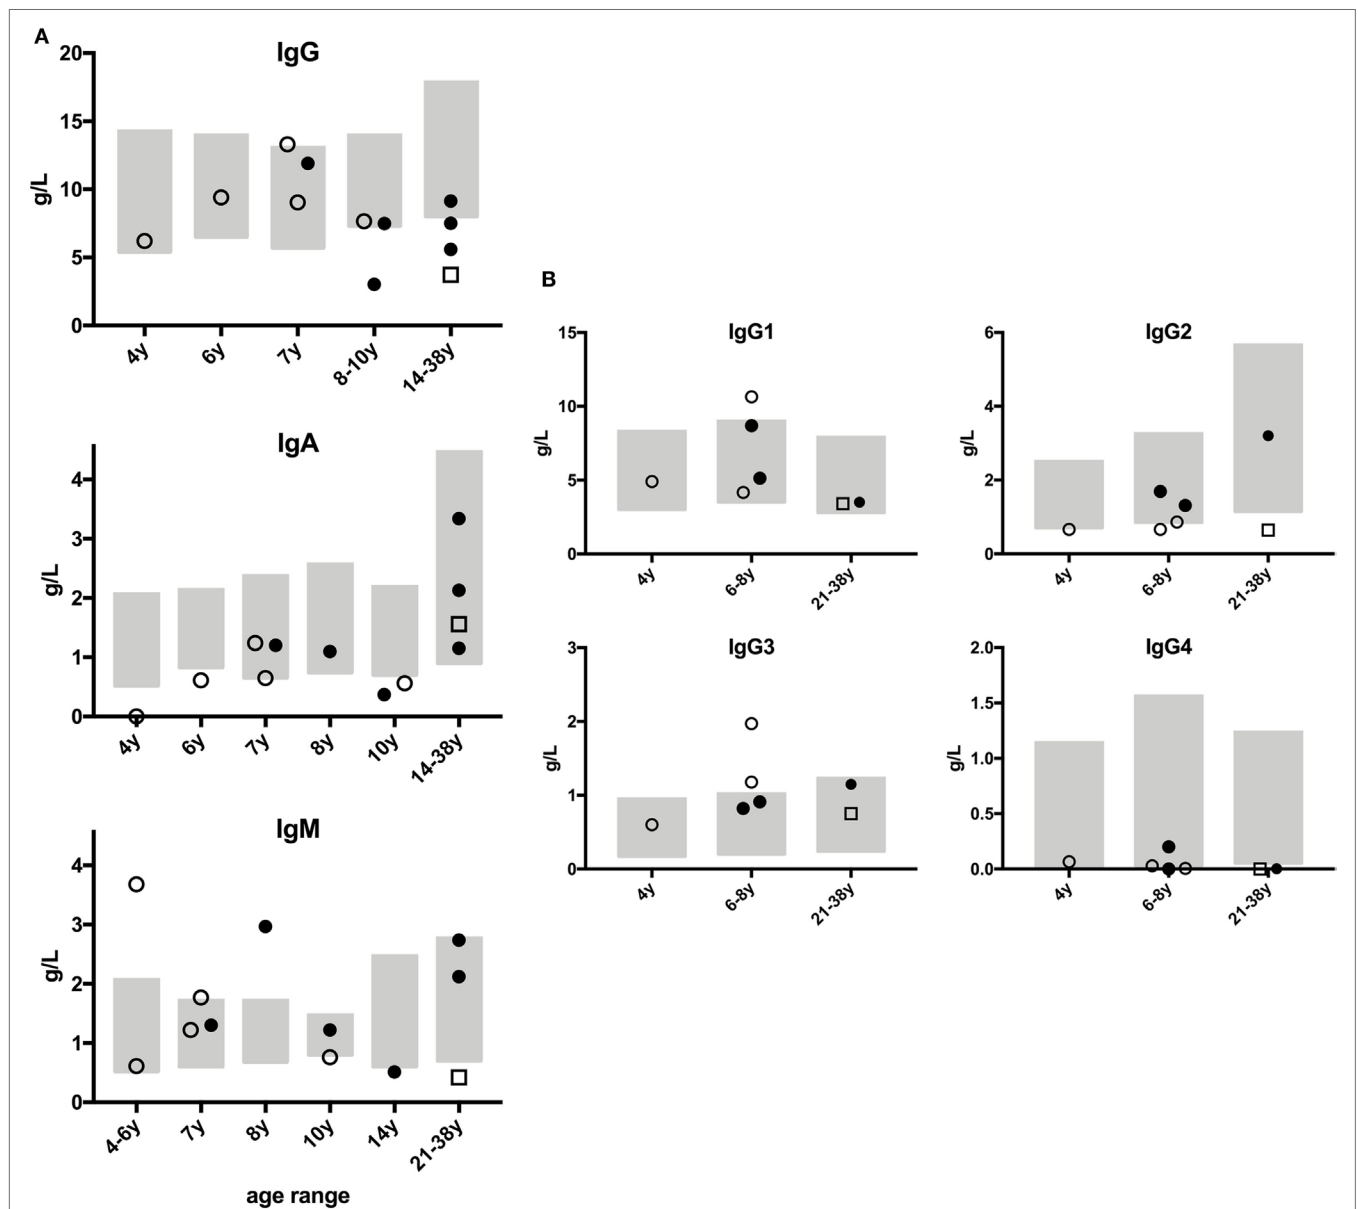 A
IgG
20
15
10
5
0
g/L
4y
6y
7y
8-10y
14-38y
IgA
4
3
2
1
0
g/L
4y
6y
7y
8y
10y
14-38y
IgM
4
3
2
1
0
g/L
4-6y
7y
8y
10y
14y
21-38y
age range
B
IgG1
15
10
5
0
g/L
4y
6-8y
21-38y
IgG2
6
4
2
0
g/L
4y
6-8y
21-38y
IgG3
3
2
1
0
g/L
4y
6-8y
21-38y
IgG4
2.0
1.5
1.0
0.5
0.0
g/L
4y
6-8y
21-38y